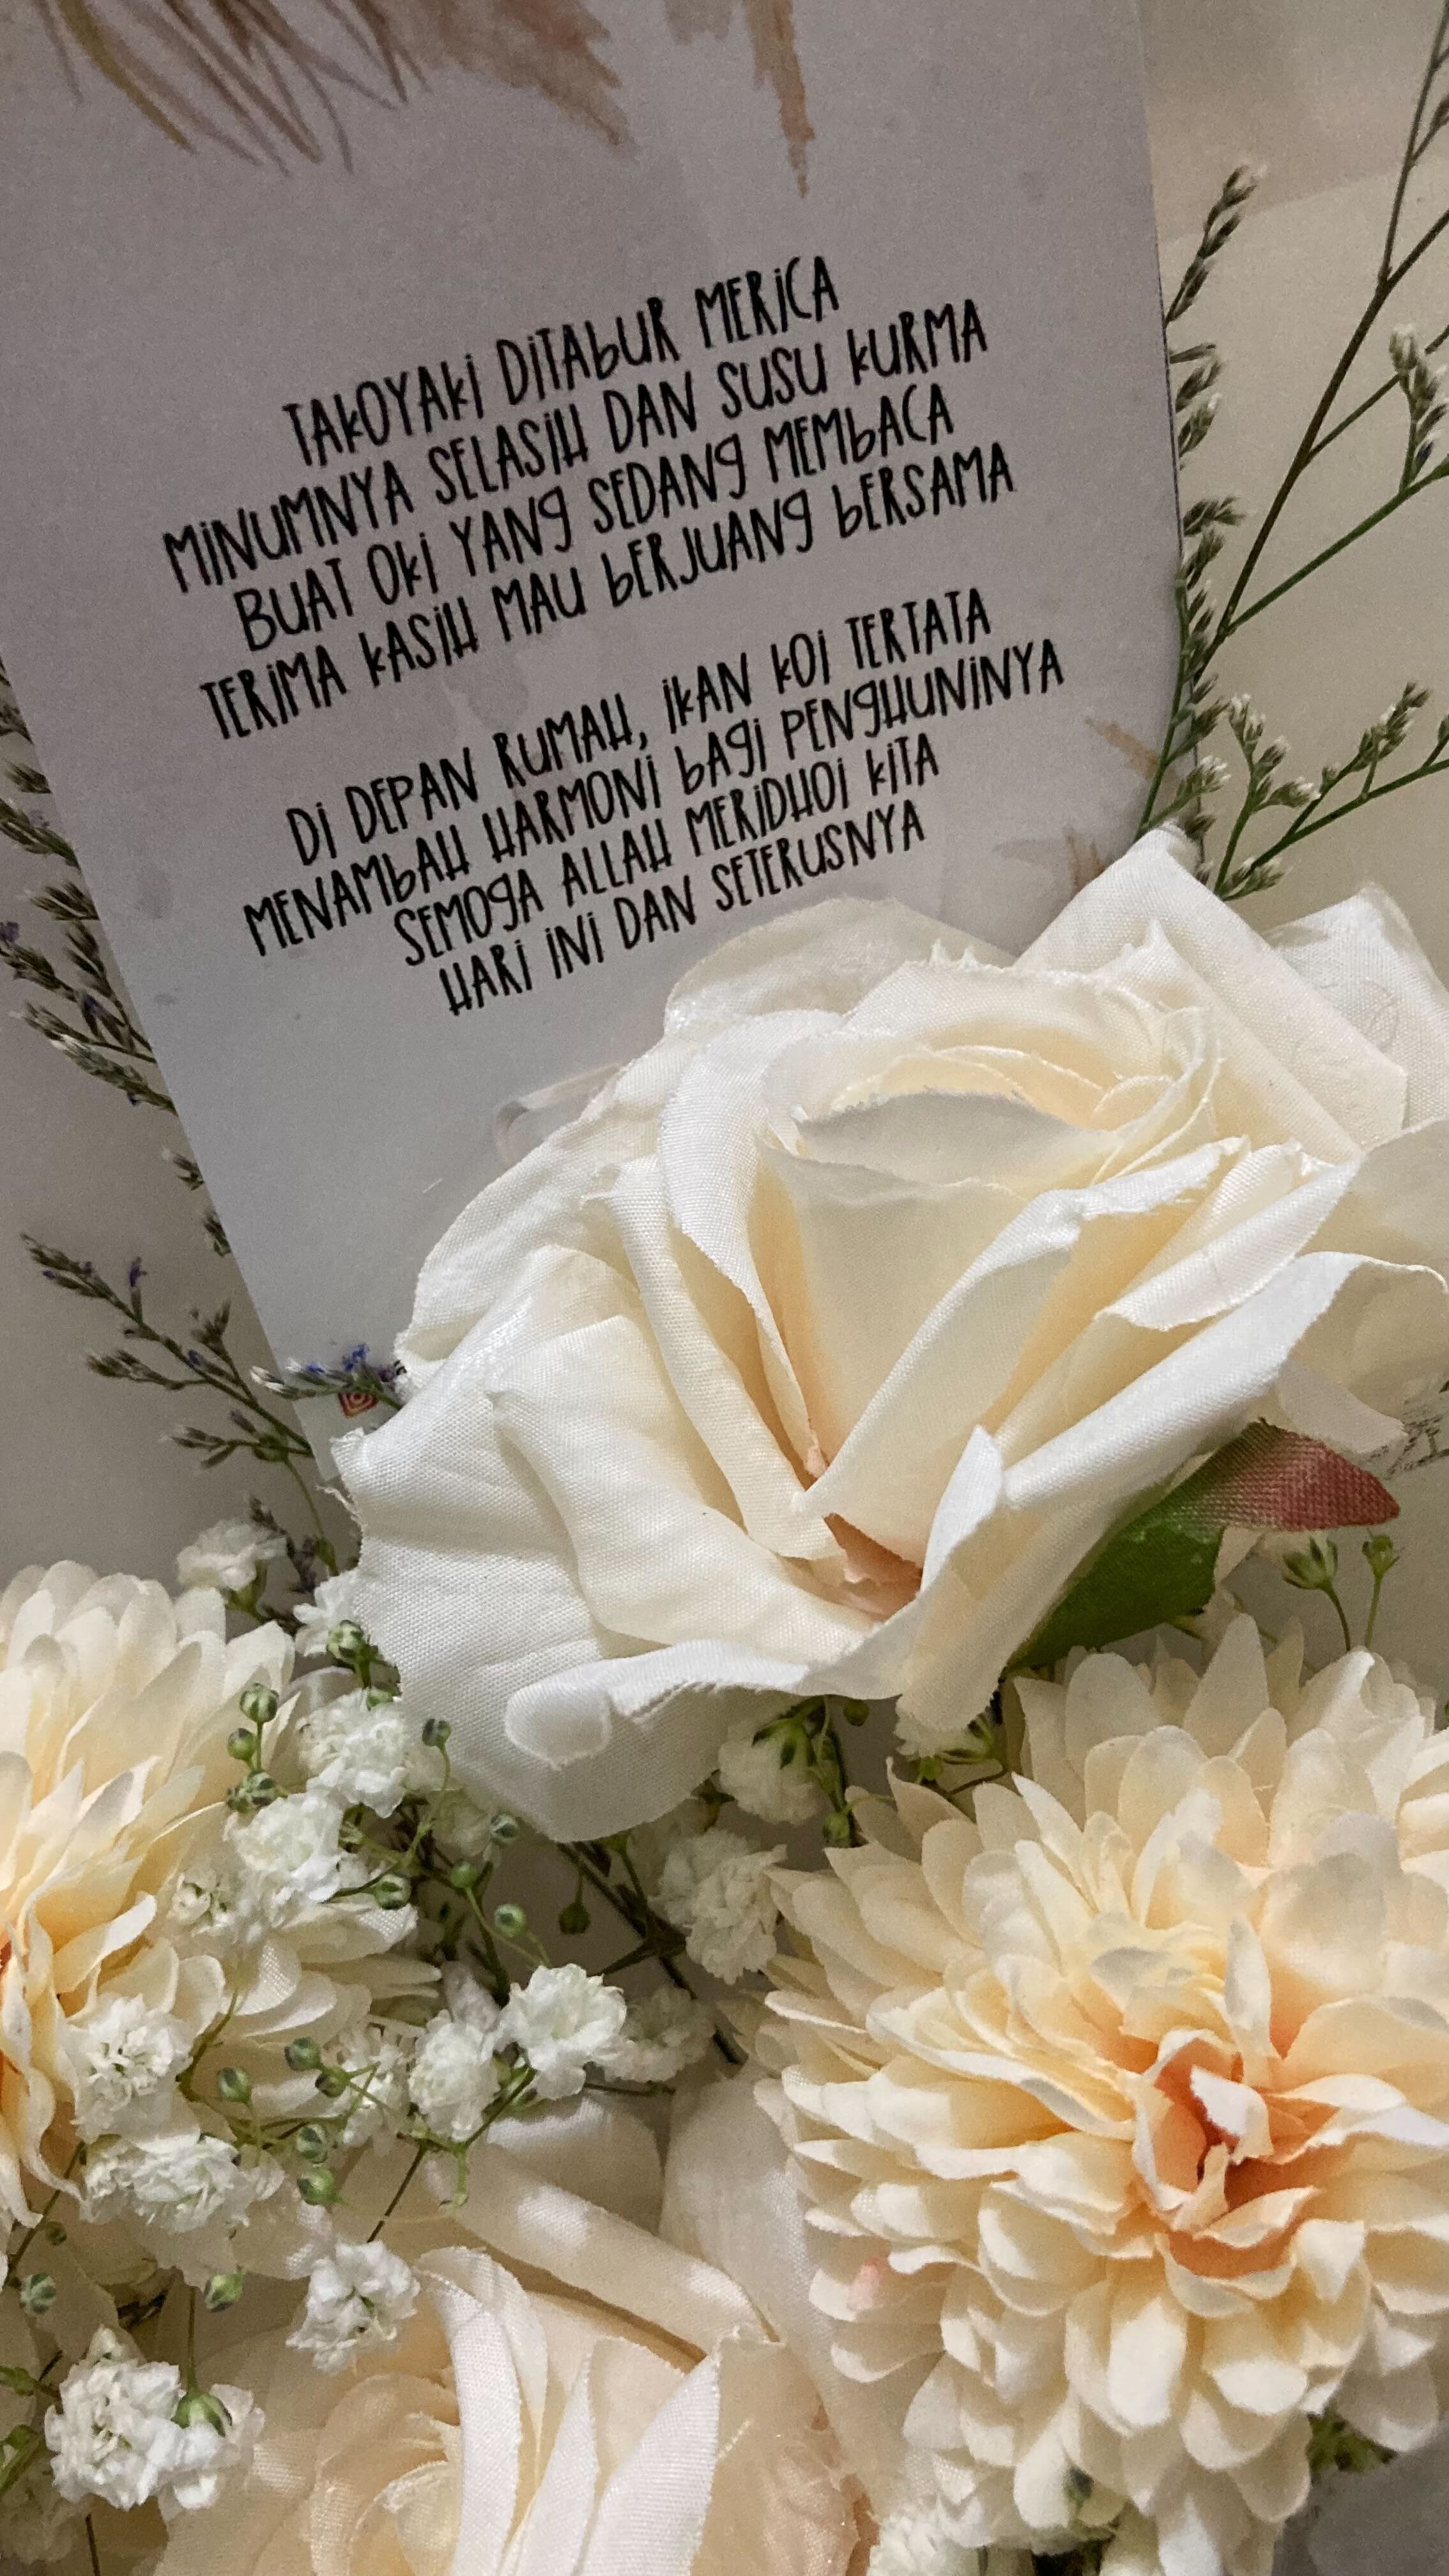 TAKOYAKI DITABUR MERICA
MINUMNYA SELASIH DAN SUSU KURMA
BUAT OKI YANG SEDANG MEMBACA
TERIMA KASIH MAU BERJUANG BERSAMA
DI DEPAN RUMAH, IKAN KOI TERTATA
MENAMBAH HARMONI BAGI PENGHUNINYA
SEMOGA ALLAH MERIDHOI KITA
HARI INI DAN SETERUSNYA